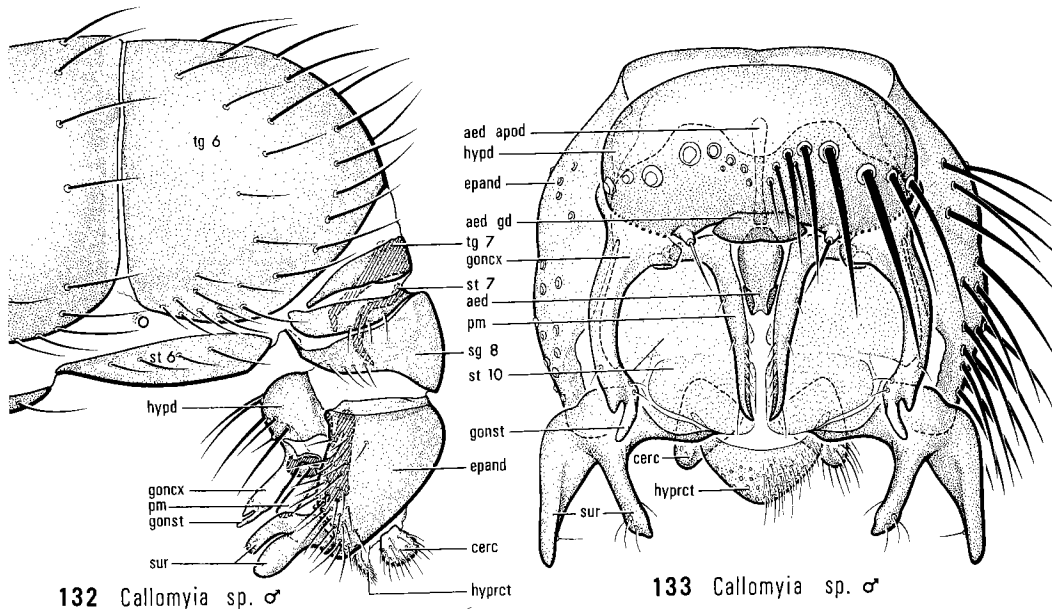 tg 6
st 6
hypd
goncx
pm
gonst
sur
132 Callomyia sp. ♂
aed apod
hypd
epand
aed gd
tg 7
goncx
st 7
aed
pm
sg 8
st 10
gonst
epand
cerc
hyprct
sur
cerc
hyprct
133 Callomyia sp. ♂